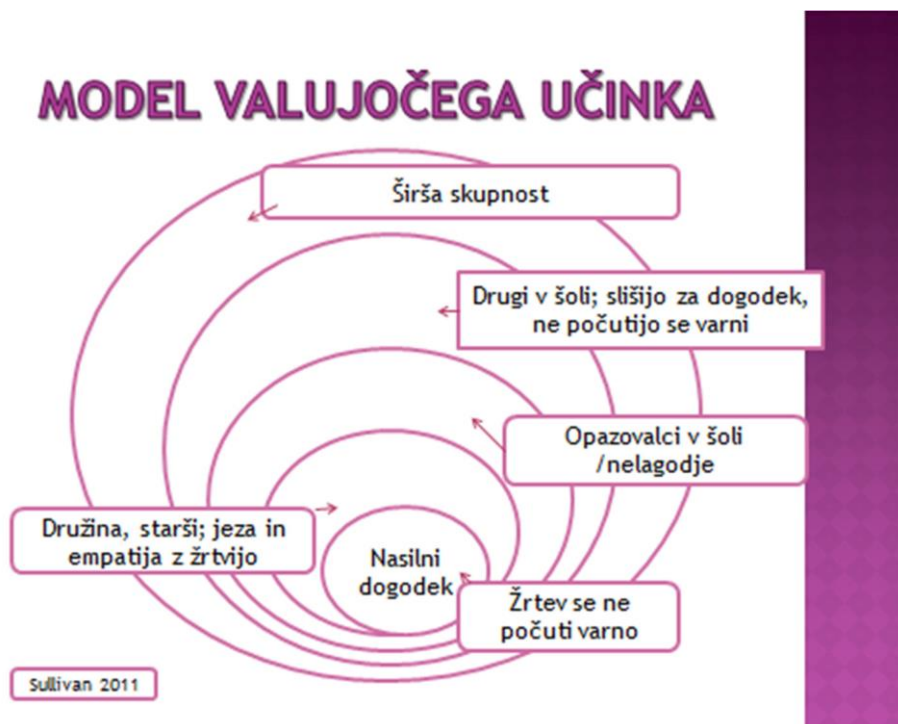 MODEL VALUJOČEGA UČINKA
Širša skupnost
Drugi v šoli; slišijo za dogodek,
ne počutijo se varni
Opazovalci v šoli
/nelagodje
Družina, starši; jeza in
empatija z žrtvijo
Nasilni
dogodek
Žrtev se ne
počuti varno
Sullivan 2011